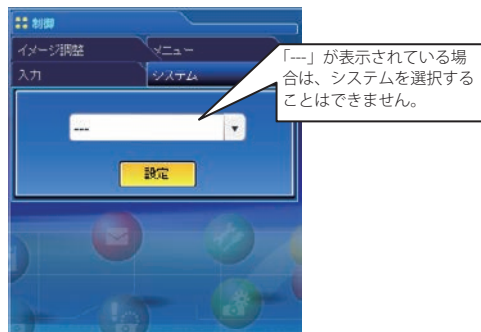 制御
イメージ調整
メニュー
入力
システム
「---」が表示されている場
合は、システムを選択する
ことはできません。
---
設定